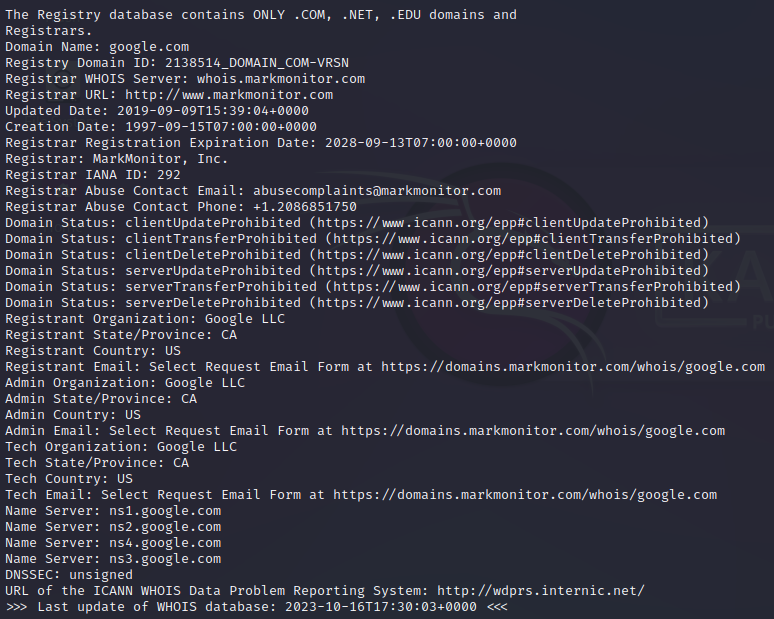 The Registry database contains ONLY .COM, .NET, .EDU domains and
Registrars.
Domain Name: google.com
Registry Domain ID: 2138514_DOMAIN_COM-VRSN
Registrar WHOIS Server: whois.markmonitor.com
Registrar URL: http://www.markmonitor.com
Updated Date: 2019-09-09T15:39:04+0000
Creation Date: 1997-09-15T07:00:00+0000
Registrar Registration Expiration Date: 2028-09-13T07:00:00+0000
Registrar: MarkMonitor, Inc.
Registrar IANA ID: 292
Registrar Abuse Contact Email: abusecomplaints@markmonitor.com
Registrar Abuse Contact Phone: +1.2086851750
Domain Status: clientUpdateProhibited (https://www.icann.org/epp#clientUpdateProhibited)
Domain Status: clientTransferProhibited (https://www.icann.org/epp#clientTransferProhibited)
Domain Status: clientDeleteProhibited (https://www.icann.org/epp#clientDeleteProhibited)
Domain Status: serverUpdateProhibited (https://www.icann.org/epp#serverUpdateProhibited)
Domain Status: serverTransferProhibited (https://www.icann.org/epp#serverTransferProhibited)
Domain Status: serverDeleteProhibited (https://www.icann.org/epp#serverDeleteProhibited)
Registrant Organization: Google LLC
Registrant State/Province: CA
Registrant Country: US
Registrant Email: Select Request Email Form at https://domains.markmonitor.com/whois/google.com
Admin Organization: Google LLC
Admin State/Province: CA
Admin Country: US
Admin Email: Select Request Email Form at https://domains.markmonitor.com/whois/google.com
Tech Organization: Google LLC
Tech State/Province: CA
Tech Country: US
Tech Email: Select Request Email Form at https://domains.markmonitor.com/whois/google.com
Name Server: ns1.google.com
Name Server: ns2.google.com
Name Server: ns4.google.com
Name Server: ns3.google.com
DNSSEC: unsigned
URL of the ICANN WHOIS Data Problem Reporting System: http://wdprs.internic.net/
>>> Last update of WHOIS database: 2023-10-16T17:30:03+0000 <<<